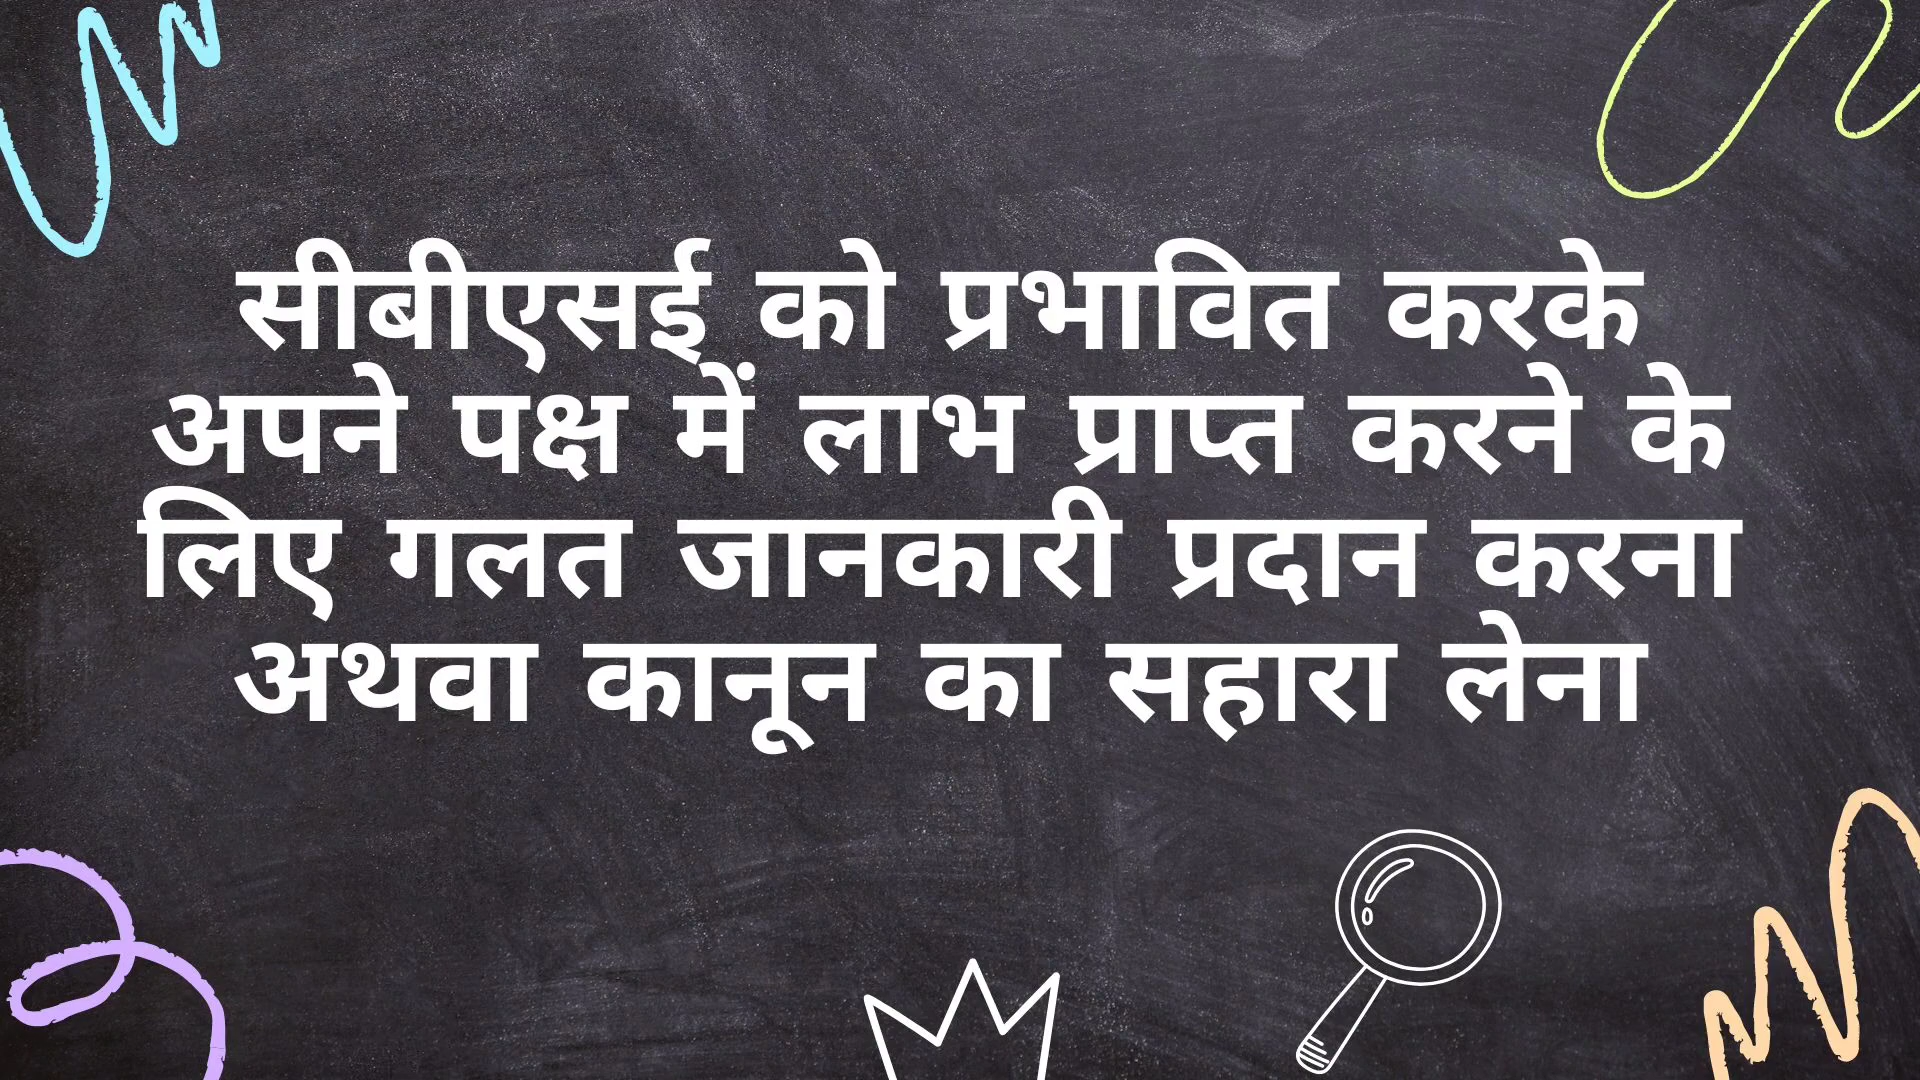 सीबीएसई को प्रभावित करके
अपने पक्ष में लाभ प्राप्त करने के
लिए गलत जानकारी प्रदान करना
अथवा कानून का सहारा लेना